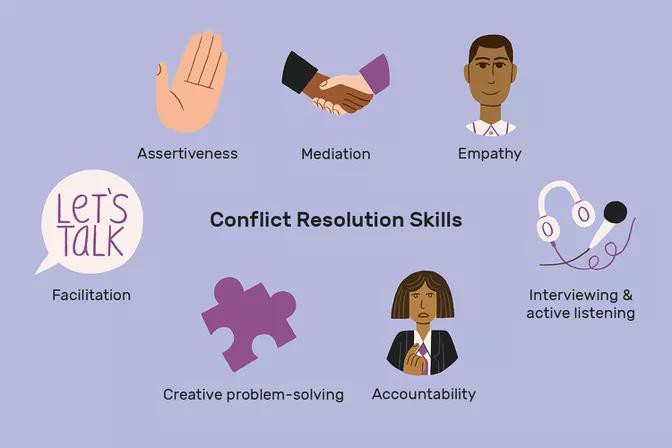 Assertiveness
Mediation
Empathy
LET'S
TALK
Conflict Resolution Skills
Facilitation
Interviewing &
active listening
Creative problem-solving
Accountability